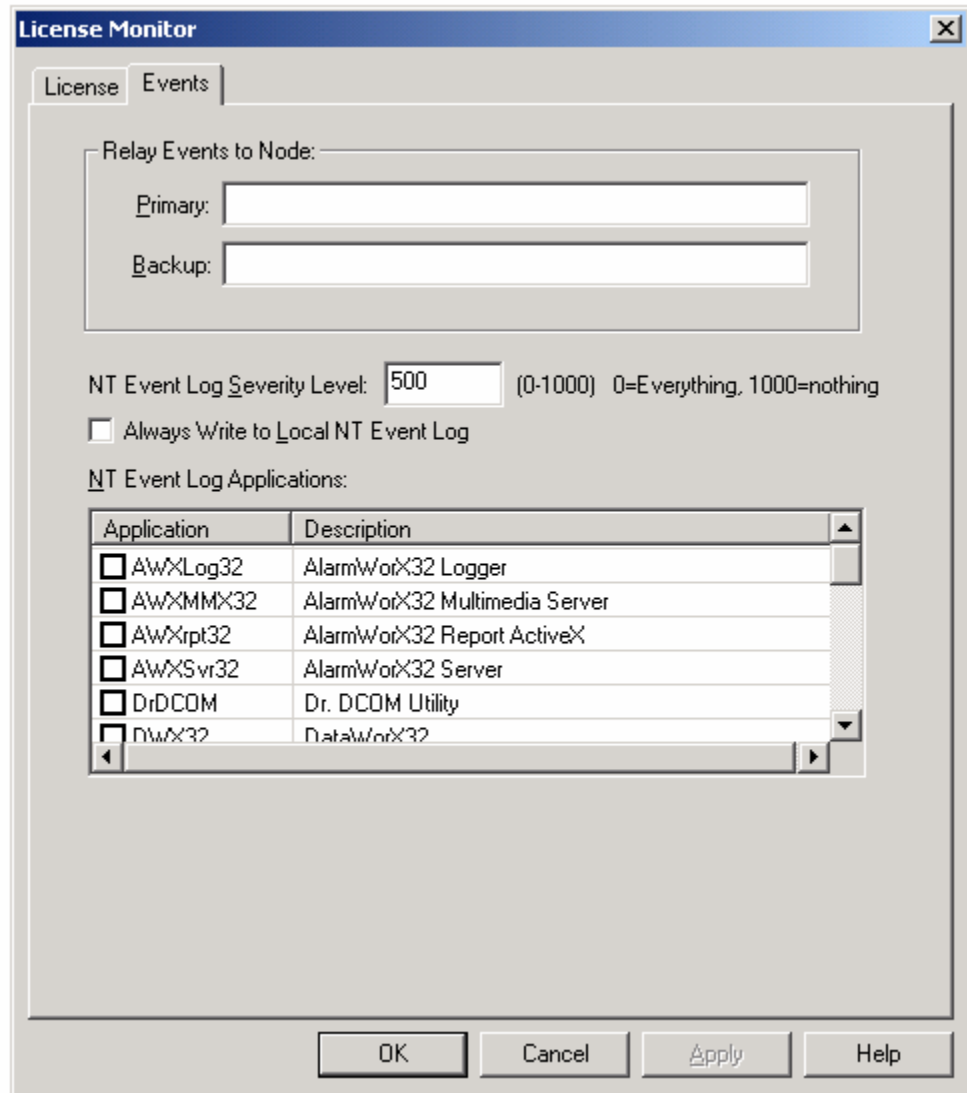 License Monitor
License Events
Relay Events to Node:
Primary:
Backup:
NT Event Log Severity Level: 500 (0-1000) 0=Everything, 1000=nothing
Always Write to Local NT Event Log
NT Event Log Applications:
Application Description
AWXLog32 AlarmWorX32 Logger
AWXMMX32 AlarmWorX32 Multimedia Server
AWXrpt32 AlarmWorX32 Report ActiveX
AWXSvr32 AlarmWorX32 Server
DrDCOM Dr. DCOM Utility
DWX32 DataWorX32
OK Cancel Apply Help